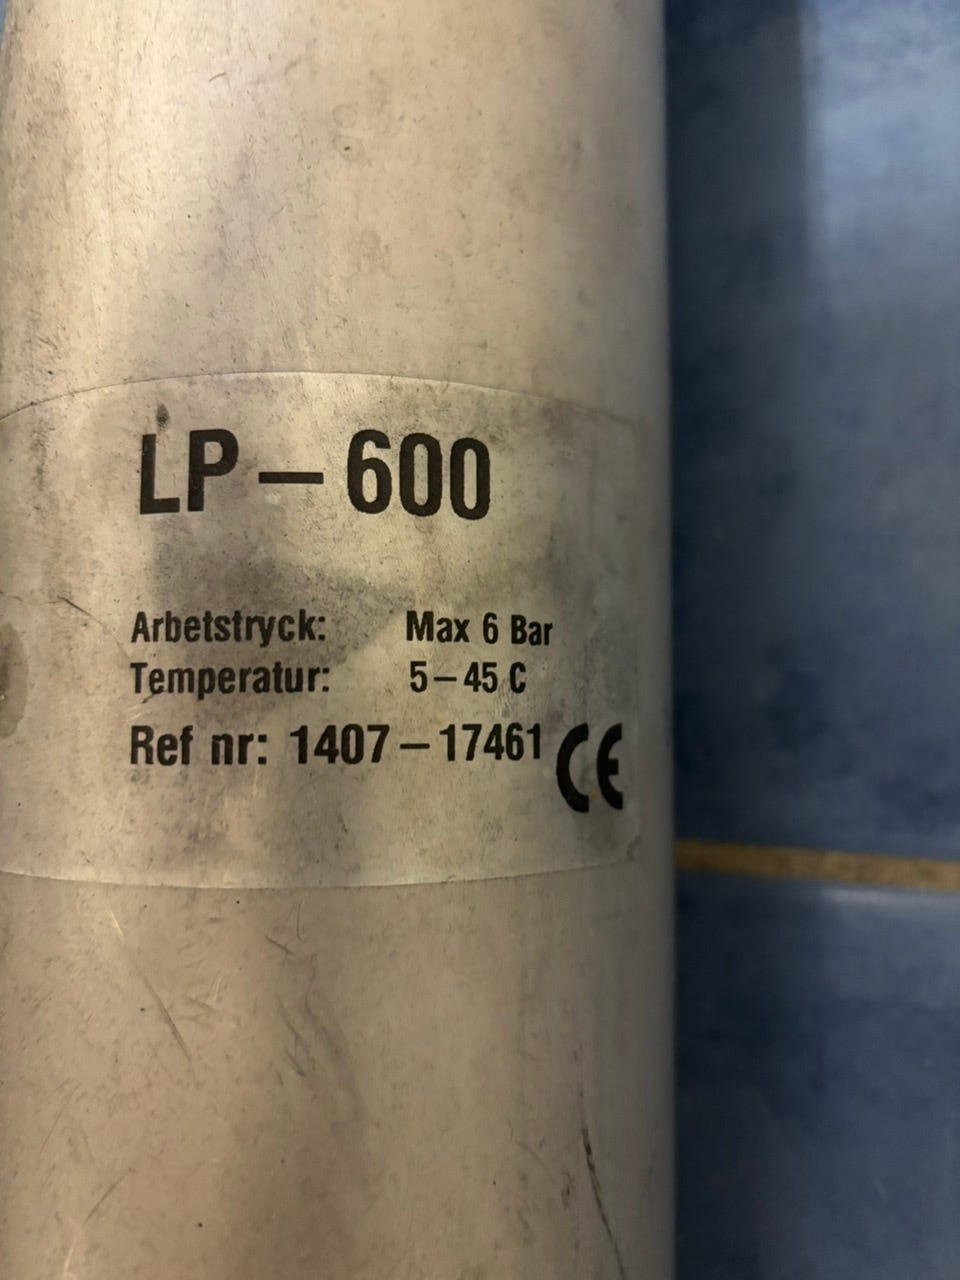 LP – 600
Arbetstryck: Max 6 Bar
Temperatur: 5–45 C
Ref nr: 1407 – 17461 CE